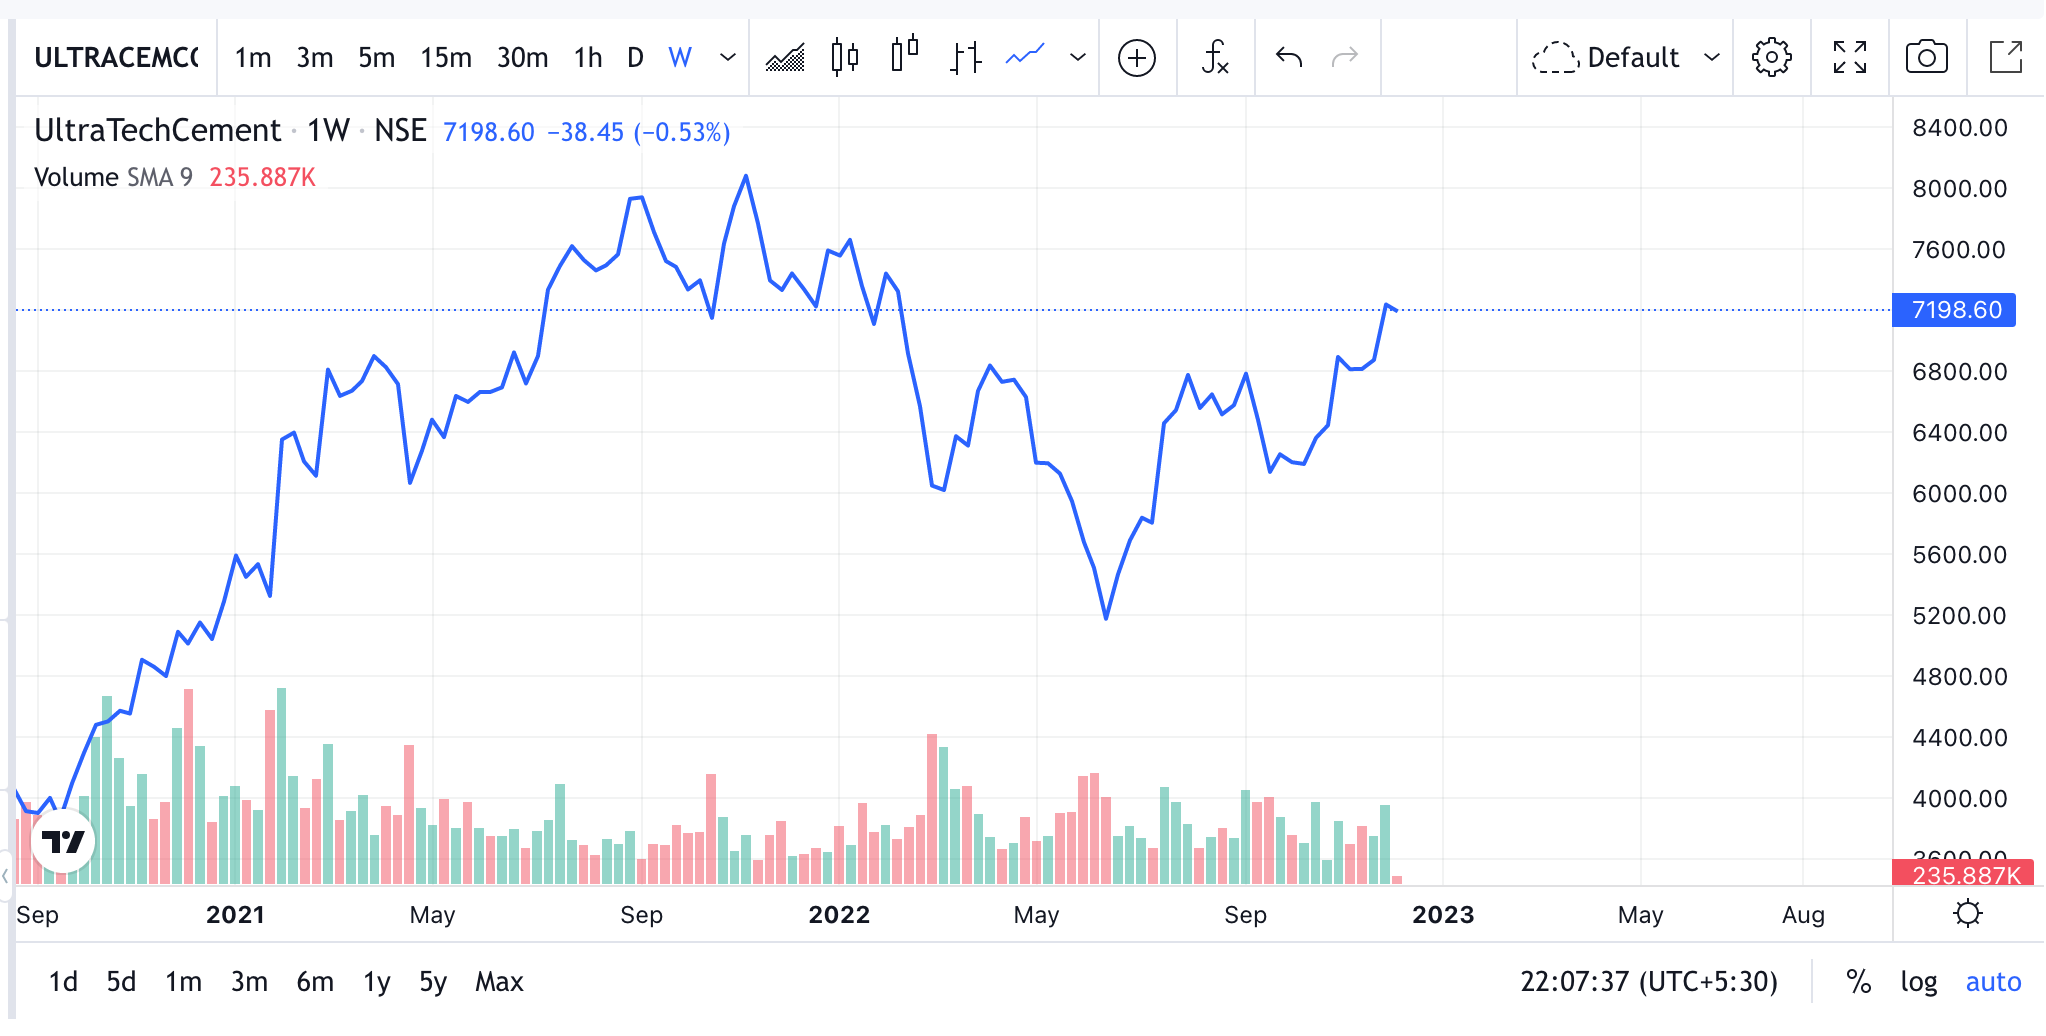 ULTRACEMCO 1m 3m 5m 15m 30m 1h D W Default
UltraTechCement · 1W · NSE 7198.60 −38.45 (−0.53%)
Volume SMA 9 235.887K
8400.00
8000.00
7600.00
7198.60
6800.00
6400.00
6000.00
5600.00
5200.00
4800.00
4400.00
4000.00
3600.00
235.887K
Sep 2021 May Sep 2022 May Sep 2023 May Aug
1d 5d 1m 3m 6m 1y 5y Max 22:07:37 (UTC+5:30) % log auto